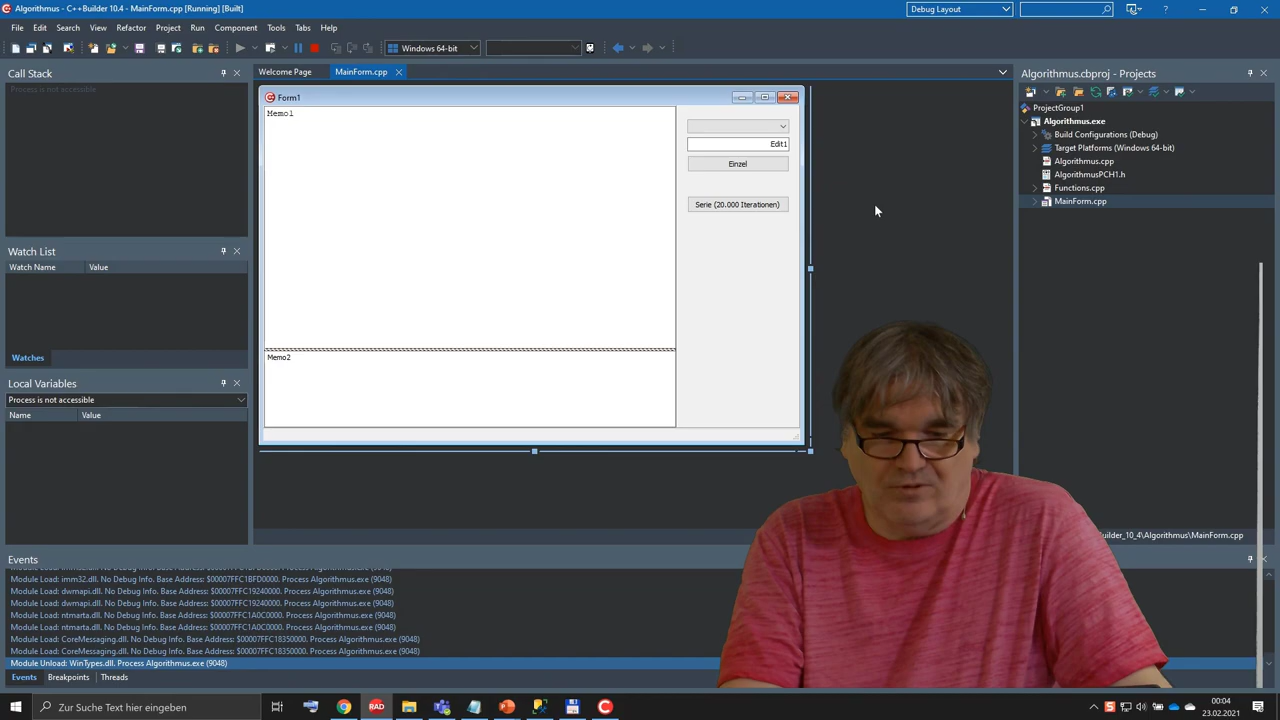 Algorithmus - C++Builder 10.4 - MainForm.cpp [Running] [Built]
Debug Layout
File Edit Search View Refactor Project Run Component Tools Tabs Help
Windows 64-bit
Call Stack
Process is not accessible
Welcome Page
MainForm.cpp
Form1
Memo1
Edit1
Einzel
Serie (20.000 Iterationen)
Memo2
Algorithmus.cbproj - Projects
ProjectGroup1
Algorithmus.exe
Build Configurations (Debug)
Target Platforms (Windows 64-bit)
Algorithmus.cpp
AlgorithmusPCH1.h
Functions.cpp
MainForm.cpp
Watch List
Watch Name Value
Watches
Local Variables
Process is not accessible
Name Value
Builder_10_4\Algorithmus\MainForm.cpp
Events
Module Load: imm32.dll. No Debug Info. Base Address: $00007FFC1BFD0000. Process Algorithmus.exe (9048)
Module Load: dwmapi.dll. No Debug Info. Base Address: $00007FFC19240000. Process Algorithmus.exe (9048)
Module Load: dwmapi.dll. No Debug Info. Base Address: $00007FFC19240000. Process Algorithmus.exe (9048)
Module Load: ntmarta.dll. No Debug Info. Base Address: $00007FFC1A0C0000. Process Algorithmus.exe (9048)
Module Load: ntmarta.dll. No Debug Info. Base Address: $00007FFC1A0C0000. Process Algorithmus.exe (9048)
Module Load: CoreMessaging.dll. No Debug Info. Base Address: $00007FFC18350000. Process Algorithmus.exe (9048)
Module Load: CoreMessaging.dll. No Debug Info. Base Address: $00007FFC18350000. Process Algorithmus.exe (9048)
Module Unload: WinTypes.dll. Process Algorithmus.exe (9048)
Events Breakpoints Threads
Zur Suche Text hier eingeben
RAD
00:04
23.02.2021